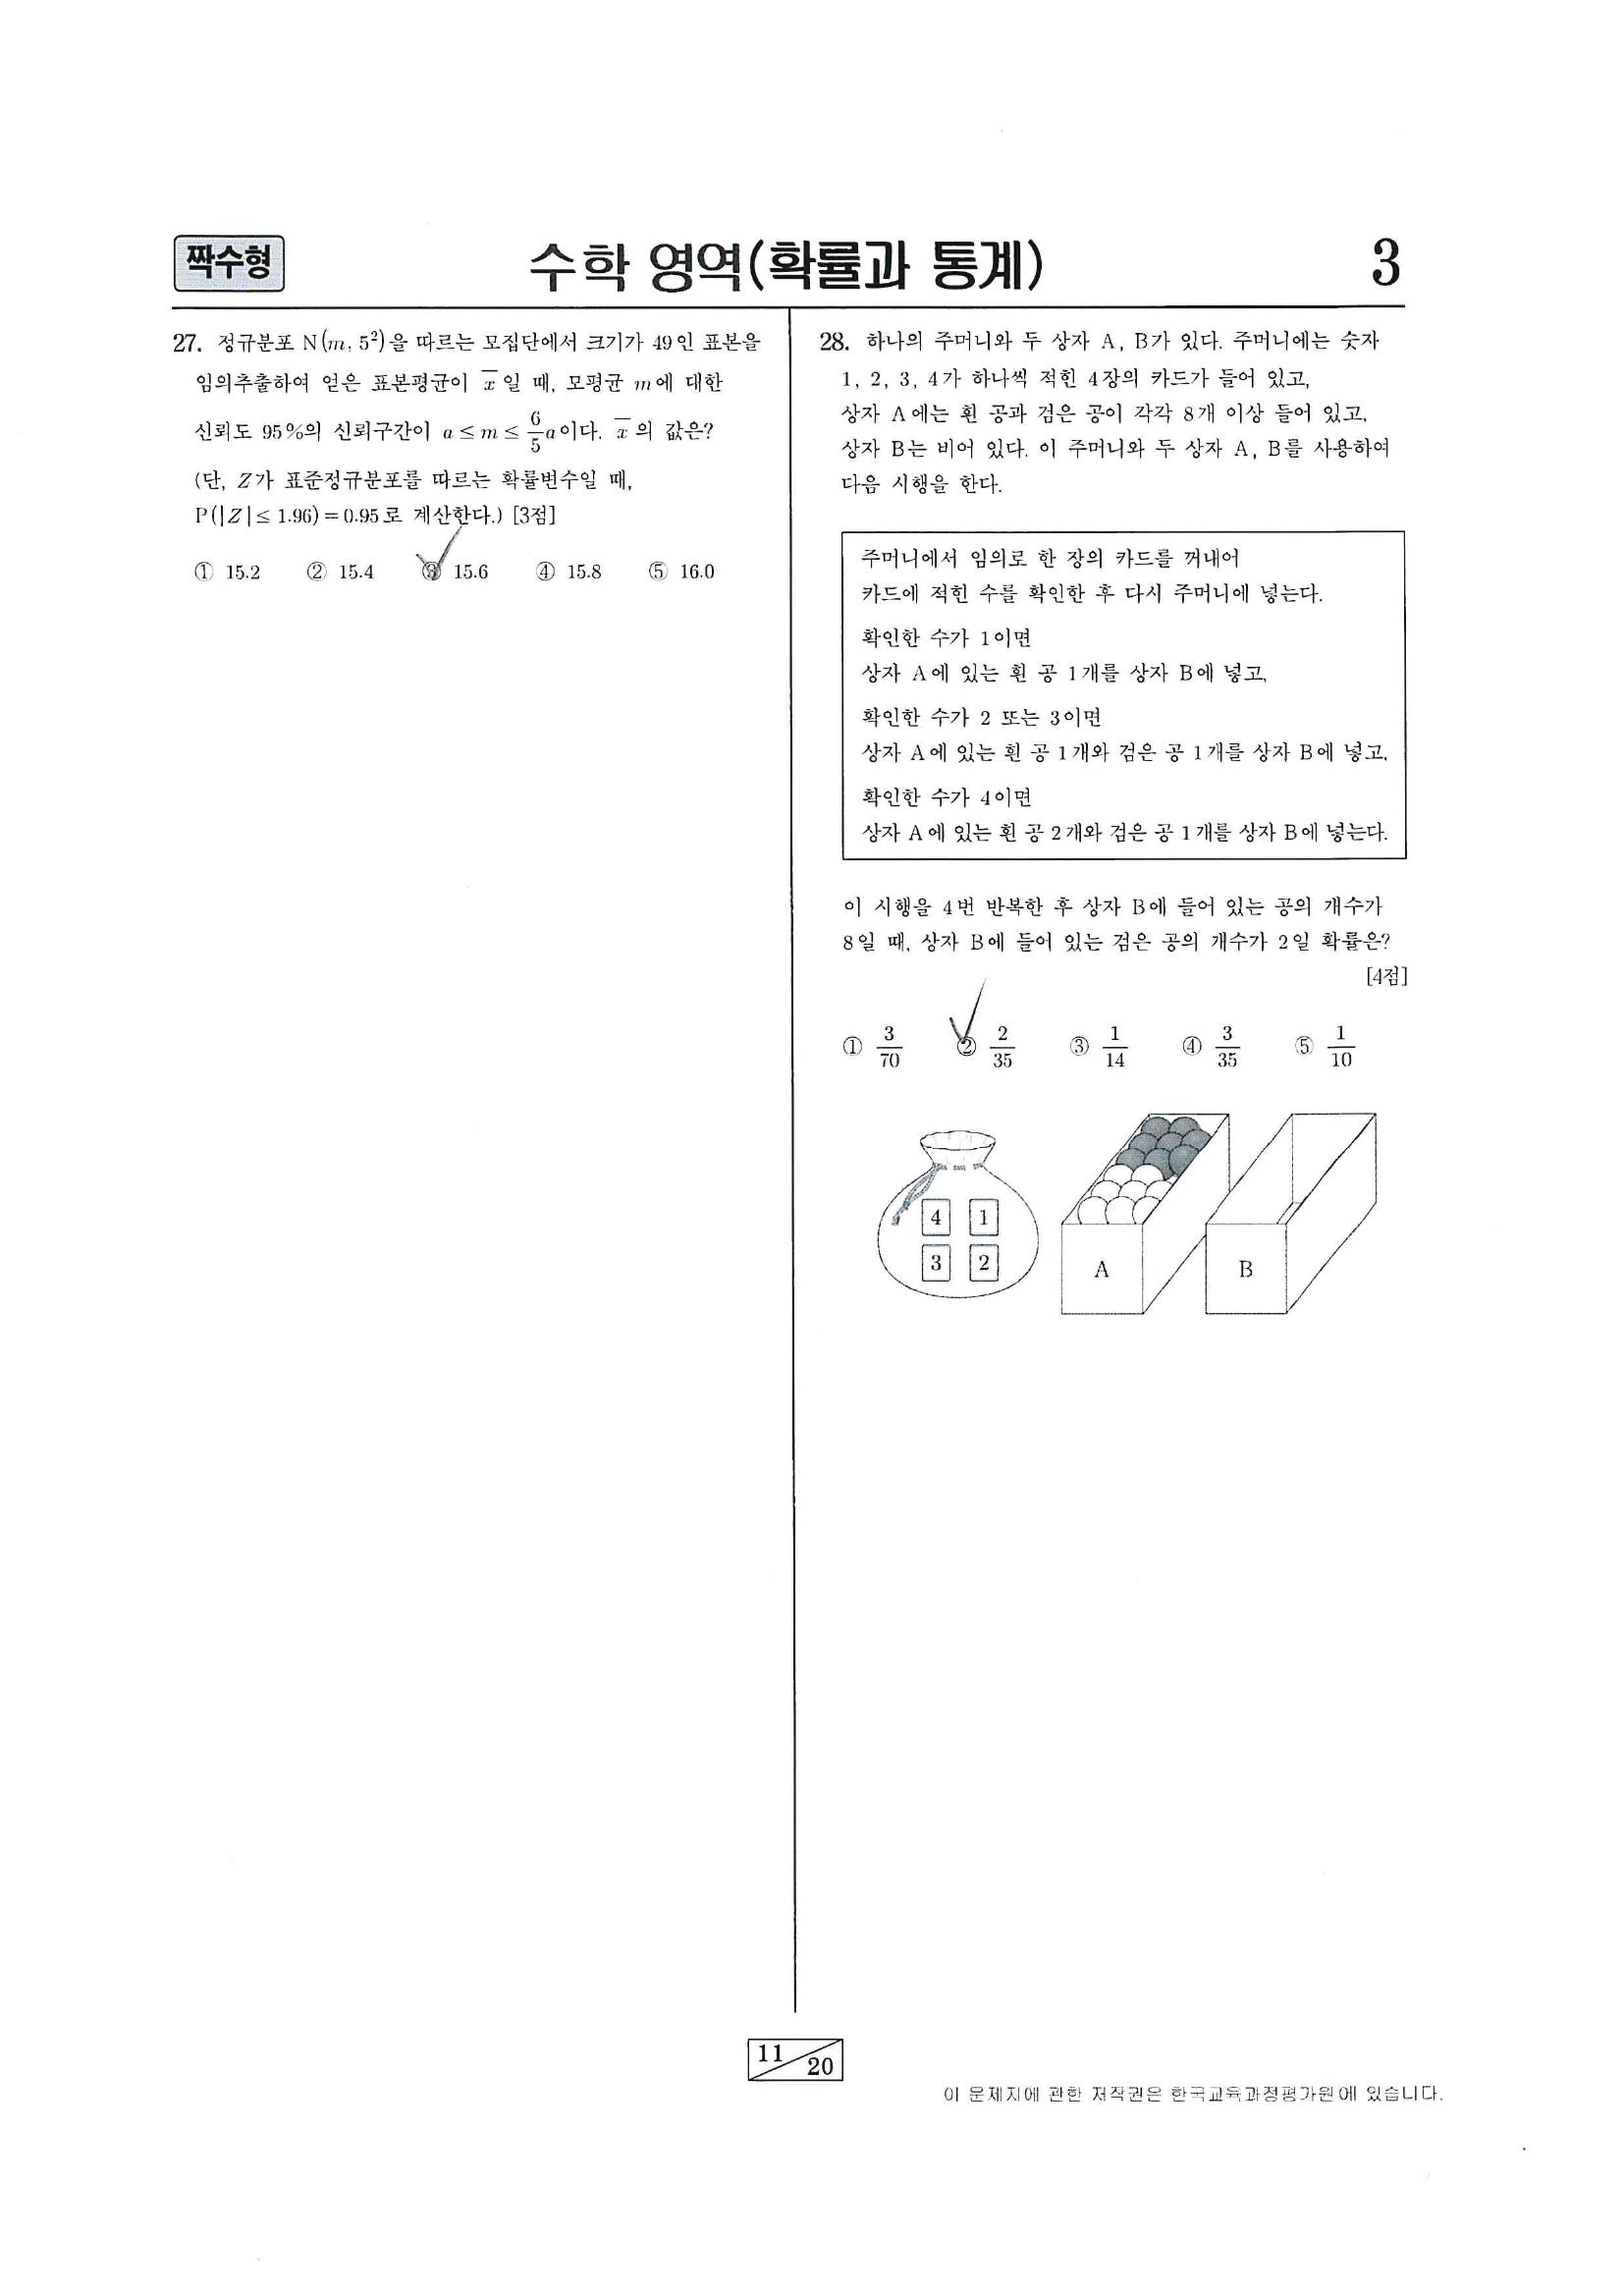 짝수형
수학 영역(확률과 통계)
3
27. 정규분포 N(m, 5²)을 따르는 모집단에서 크기가 49인 표본을
임의추출하여 얻은 표본평균이 x̄일 때, 모평균 m에 대한
신뢰도 95%의 신뢰구간이 a ≤ m ≤ 6/5 a이다. x̄의 값은?
(단, Z가 표준정규분포를 따르는 확률변수일 때,
P(|Z| ≤ 1.96) = 0.95로 계산한다.) [3점]
① 15.2 ② 15.4 ③ 15.6 ④ 15.8 ⑤ 16.0
28. 하나의 주머니와 두 상자 A, B가 있다. 주머니에는 숫자
1, 2, 3, 4가 하나씩 적힌 4장의 카드가 들어 있고,
상자 A에는 흰 공과 검은 공이 각각 8개 이상 들어 있고,
상자 B는 비어 있다. 이 주머니와 두 상자 A, B를 사용하여
다음 시행을 한다.
주머니에서 임의로 한 장의 카드를 꺼내어
카드에 적힌 수를 확인한 후 다시 주머니에 넣는다.
확인한 수가 1이면
상자 A에 있는 흰 공 1개를 상자 B에 넣고,
확인한 수가 2 또는 3이면
상자 A에 있는 흰 공 1개와 검은 공 1개를 상자 B에 넣고,
확인한 수가 4이면
상자 A에 있는 흰 공 2개와 검은 공 1개를 상자 B에 넣는다.
이 시행을 4번 반복한 후 상자 B에 들어 있는 공의 개수가
8일 때, 상자 B에 들어 있는 검은 공의 개수가 2일 확률은?
[4점]
① 3/70 ② 2/35 ③ 1/14 ④ 3/35 ⑤ 1/10
4 1
3 2
A
B
11/20
이 문제지에 관한 저작권은 한국교육과정평가원에 있습니다.